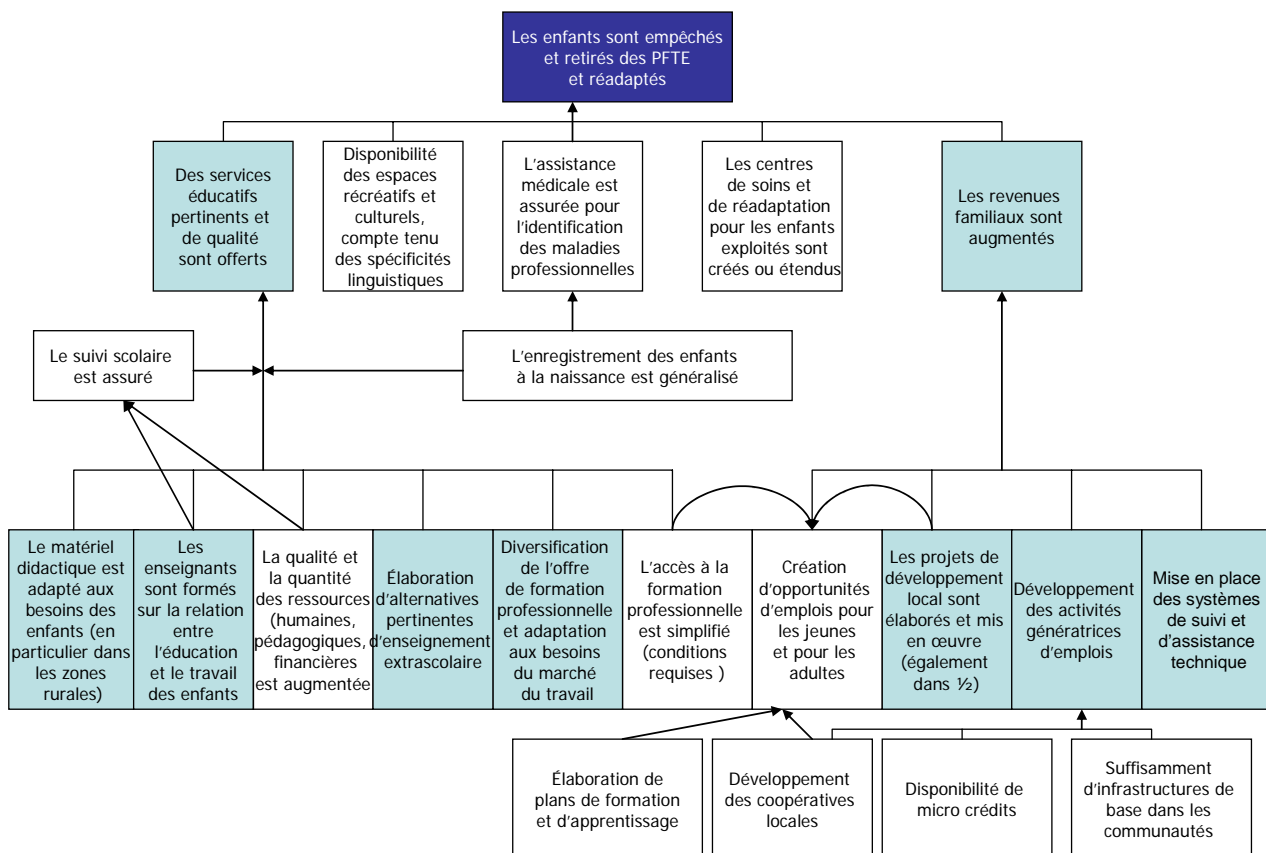 Les enfants sont empêchés
et retirés des PFTE
et réadaptés
Des services
éducatifs
pertinents et
de qualité
sont offerts
Disponibilité
des espaces
récréatifs et
culturels,
compte tenu
des spécificités
linguistiques
L'assistance
médicale est
assurée pour
l'identification
des maladies
professionnelles
Les centres
de soins et
de réadaptation
pour les enfants
exploités sont
créés ou étendus
Les revenues
familiaux sont
augmentés
Le suivi scolaire
est assuré
L'enregistrement des enfants
à la naissance est généralisé
Le matériel
didactique est
adapté aux
besoins des
enfants (en
particulier dans
les zones
rurales)
Les
enseignants
sont formés
sur la relation
entre
l'éducation
et le travail
des enfants
La qualité et
la quantité
des ressources
(humaines,
pédagogiques,
financières
est augmentée
Élaboration
d'alternatives
pertinentes
d'enseignement
extrascolaire
Diversification
de l'offre
de formation
professionnelle
et adaptation
aux besoins
du marché
du travail
L'accès à la
formation
professionnelle
est simplifié
(conditions
requises )
Création
d'opportunités
d'emplois pour
les jeunes
et pour les
adultes
Les projets de
développement
local sont
élaborés et mis
en œuvre
(également
dans ½)
Développement
des activités
génératrices
d'emplois
Mise en place
des systèmes
de suivi et
d'assistance
technique
Élaboration de
plans de formation
et d'apprentissage
Développement
des coopératives
locales
Disponibilité de
micro crédits
Suffisamment
d'infrastructures de
base dans les
communautés